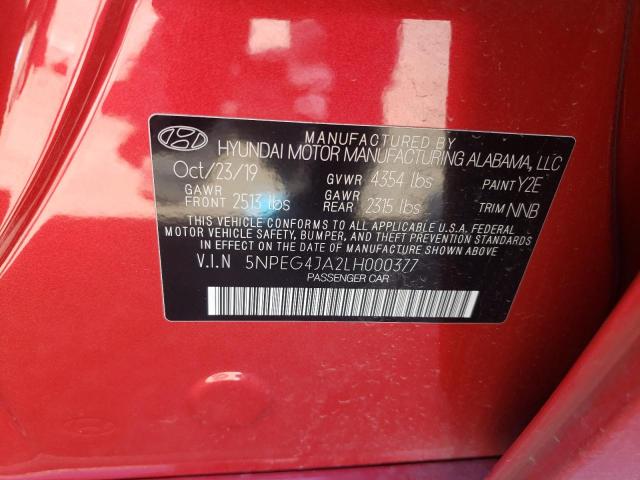 MANUFACTURED BY
HYUNDAI MOTOR MANUFACTURING ALABAMA, LLC
Oct/23/19 GVWR 4354 lbs PAINT Y2E
GAWR FRONT 2513 lbs GAWR REAR 2315 lbs TRIM NNB
THIS VEHICLE CONFORMS TO ALL APPLICABLE U.S.A. FEDERAL
MOTOR VEHICLE SAFETY, BUMPER, AND THEFT PREVENTION
STANDARDS IN EFFECT ON THE DATE OF MANUFACTURE SHOWN ABOVE.
V.I.N 5NPEG4JA2LH000377
PASSENGER CAR